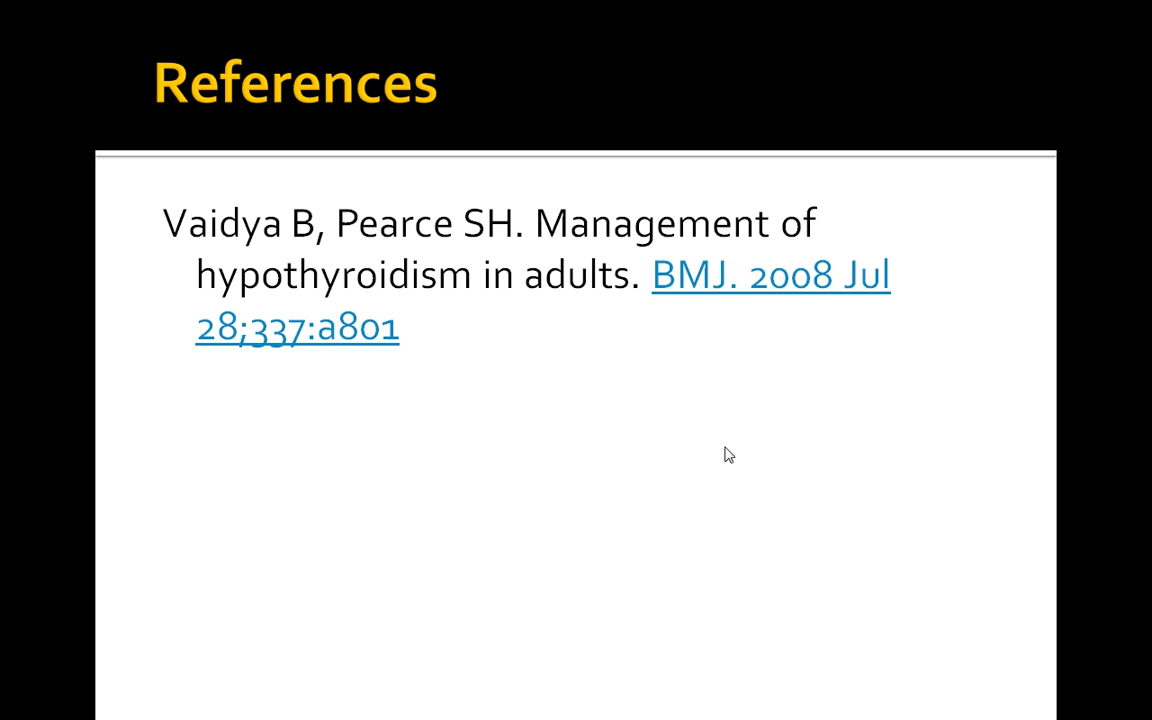 References
Vaidya B, Pearce SH. Management of
hypothyroidism in adults. BMJ. 2008 Jul
28;337:a801